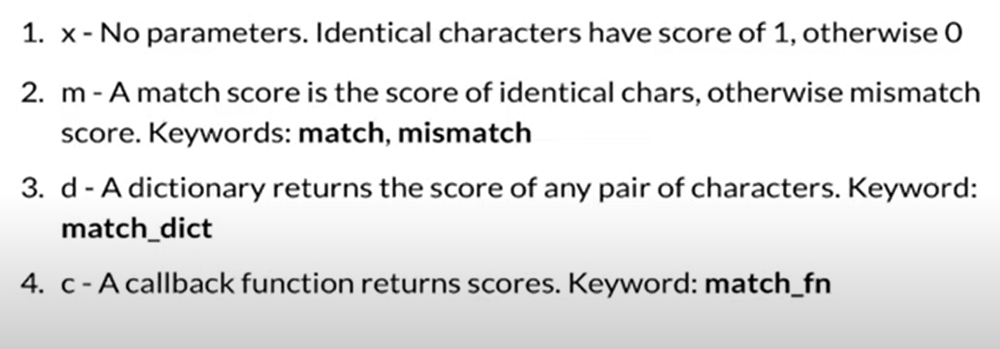 1. x - No parameters. Identical characters have score of 1, otherwise 0
2. m - A match score is the score of identical chars, otherwise mismatch
score. Keywords: match, mismatch
3. d - A dictionary returns the score of any pair of characters. Keyword:
match_dict
4. c - A callback function returns scores. Keyword: match_fn